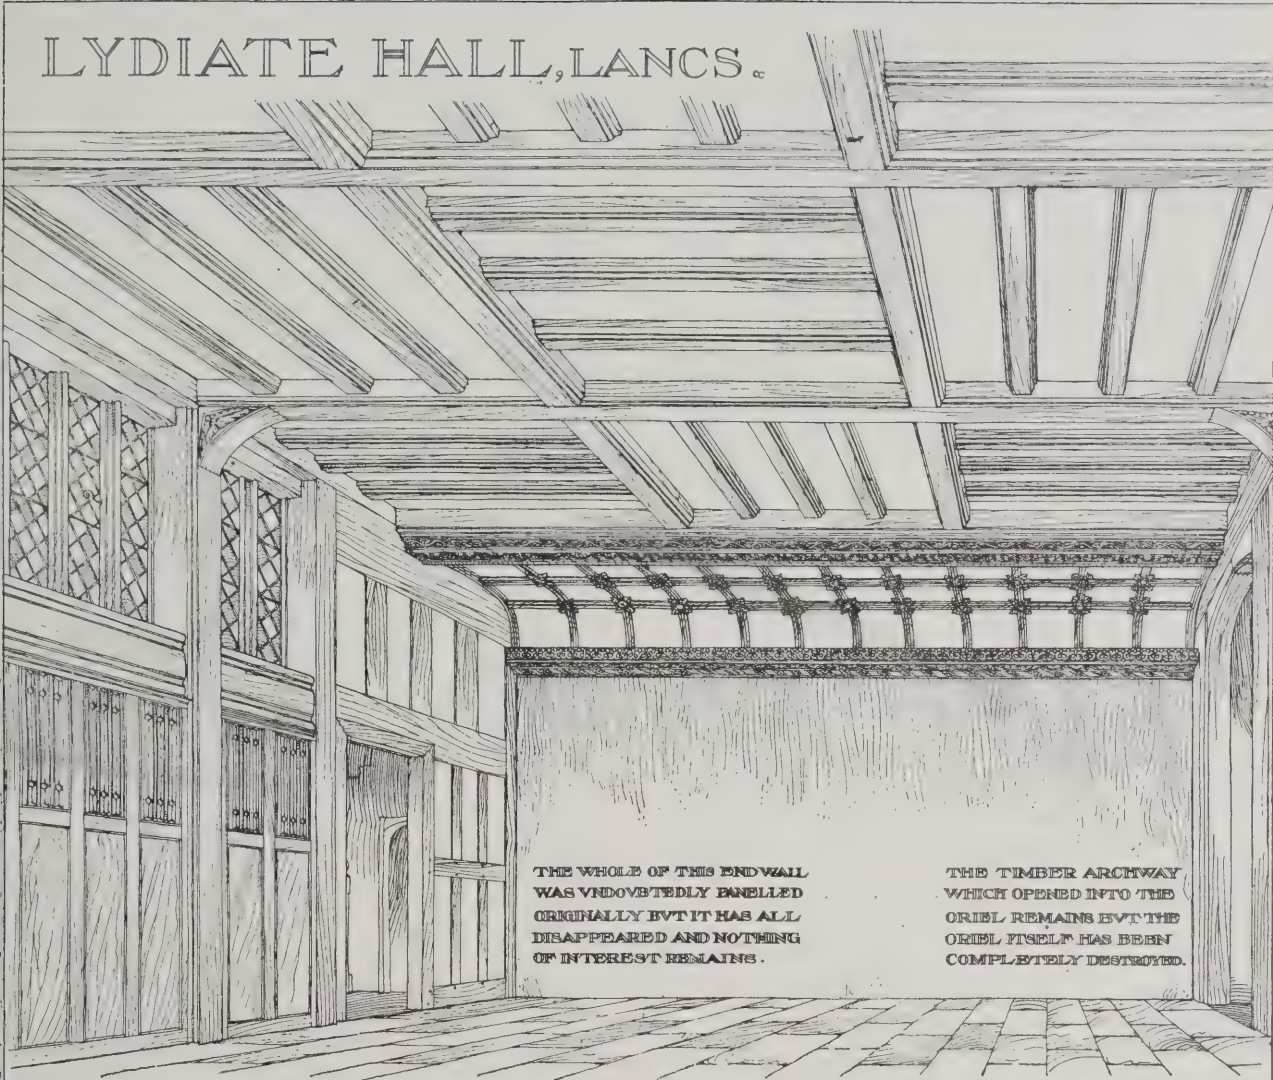 LYDIATE HALL, LANCS.
THE WHOLE OF THIS END WALL
WAS VNDOVBTEDLY PANELLED
ORIGINALLY BVT IT HAS ALL
DISAPPEARED AND NOTHING
OF INTEREST REMAINS.
THE TIMBER ARCHWAY
WHICH OPENED INTO THE
ORIEL REMAINS BVT THE
ORIEL ITSELF HAS BEEN
COMPLETELY DESTROYED.